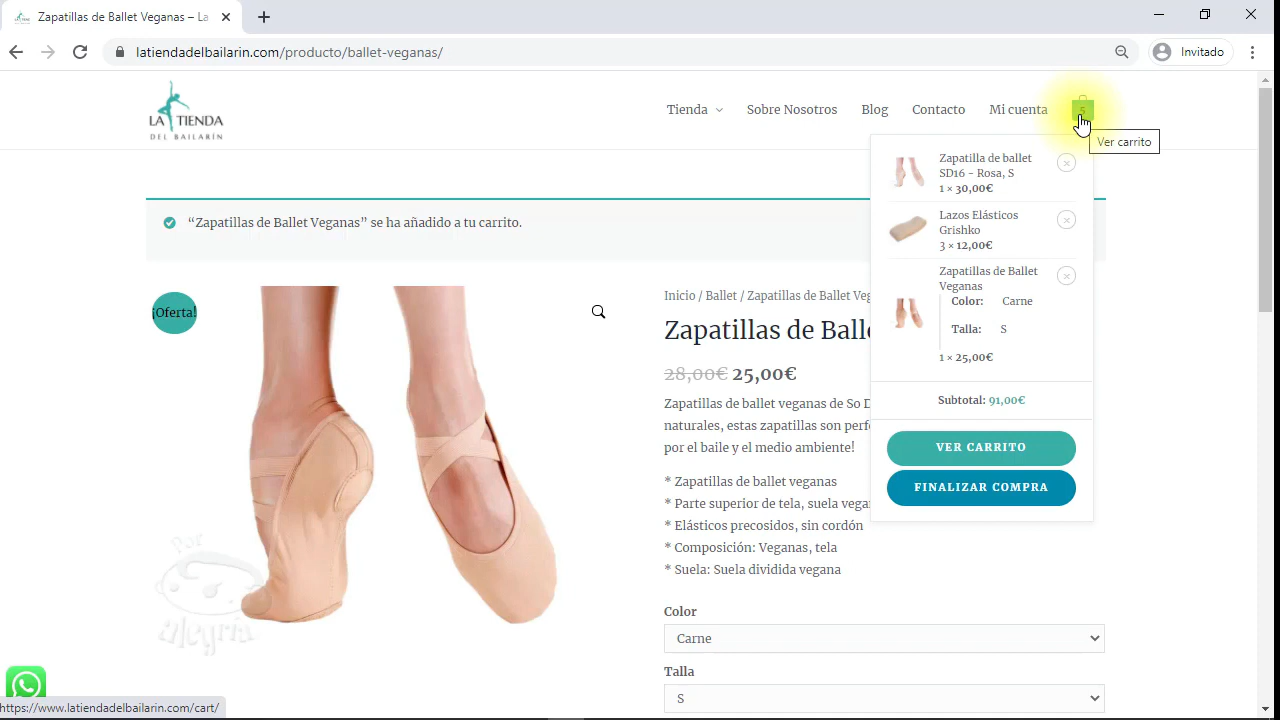 Zapatillas de Ballet Veganas – La
latiendadelbailarin.com/producto/ballet-veganas/
Invitado
LA TIENDA
DEL BAILARIN
Tienda
Sobre Nosotros
Blog
Contacto
Mi cuenta
5
Ver carrito
“Zapatillas de Ballet Veganas” se ha añadido a tu carrito.
Zapatilla de ballet
SD16 - Rosa, S
1 × 30,00€
Lazos Elásticos
Grishko
3 × 12,00€
Zapatillas de Ballet
Veganas
Color: Carne
Talla: S
1 × 25,00€
Subtotal: 91,00€
VER CARRITO
FINALIZAR COMPRA
¡Oferta!
Por
alegría
Inicio / Ballet / Zapatillas de Ballet Veg
Zapatillas de Balle
28,00€ 25,00€
Zapatillas de ballet veganas de So D
naturales, estas zapatillas son perfe
por el baile y el medio ambiente!
* Zapatillas de ballet veganas
* Parte superior de tela, suela vegan
* Elásticos precosidos, sin cordón
* Composición: Veganas, tela
* Suela: Suela dividida vegana
Color
Carne
Talla
S
https://www.latiendadelbailarin.com/cart/